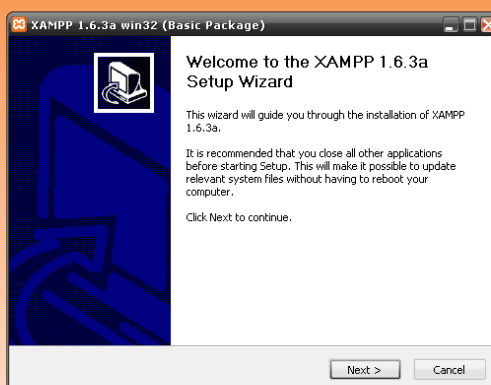 XAMPP 1.6.3a win32 (Basic Package)
Welcome to the XAMPP 1.6.3a
Setup Wizard
This wizard will guide you through the installation of XAMPP
1.6.3a.
It is recommended that you close all other applications
before starting Setup. This will make it possible to update
relevant system files without having to reboot your
computer.
Click Next to continue.
Next >
Cancel